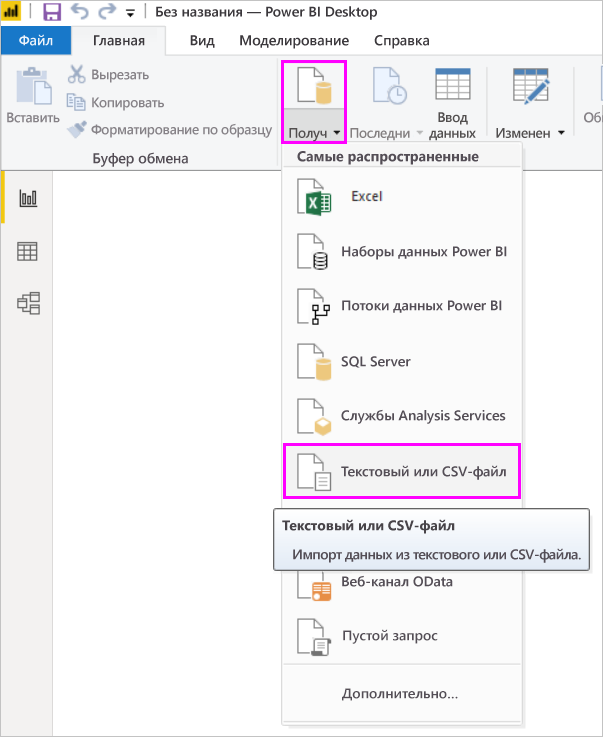 Без названия — Power BI Desktop
Файл Главная Вид Моделирование Справка
Вырезать
Копировать
Форматирование по образцу
Вставить
Буфер обмена
Получ
Последни
Ввод
данных
Изменен
Самые распространенные
Excel
Наборы данных Power BI
Потоки данных Power BI
SQL Server
Службы Analysis Services
Текстовый или CSV-файл
Текстовый или CSV-файл
Импорт данных из текстового или CSV-файла.
Веб-канал OData
Пустой запрос
Дополнительно...